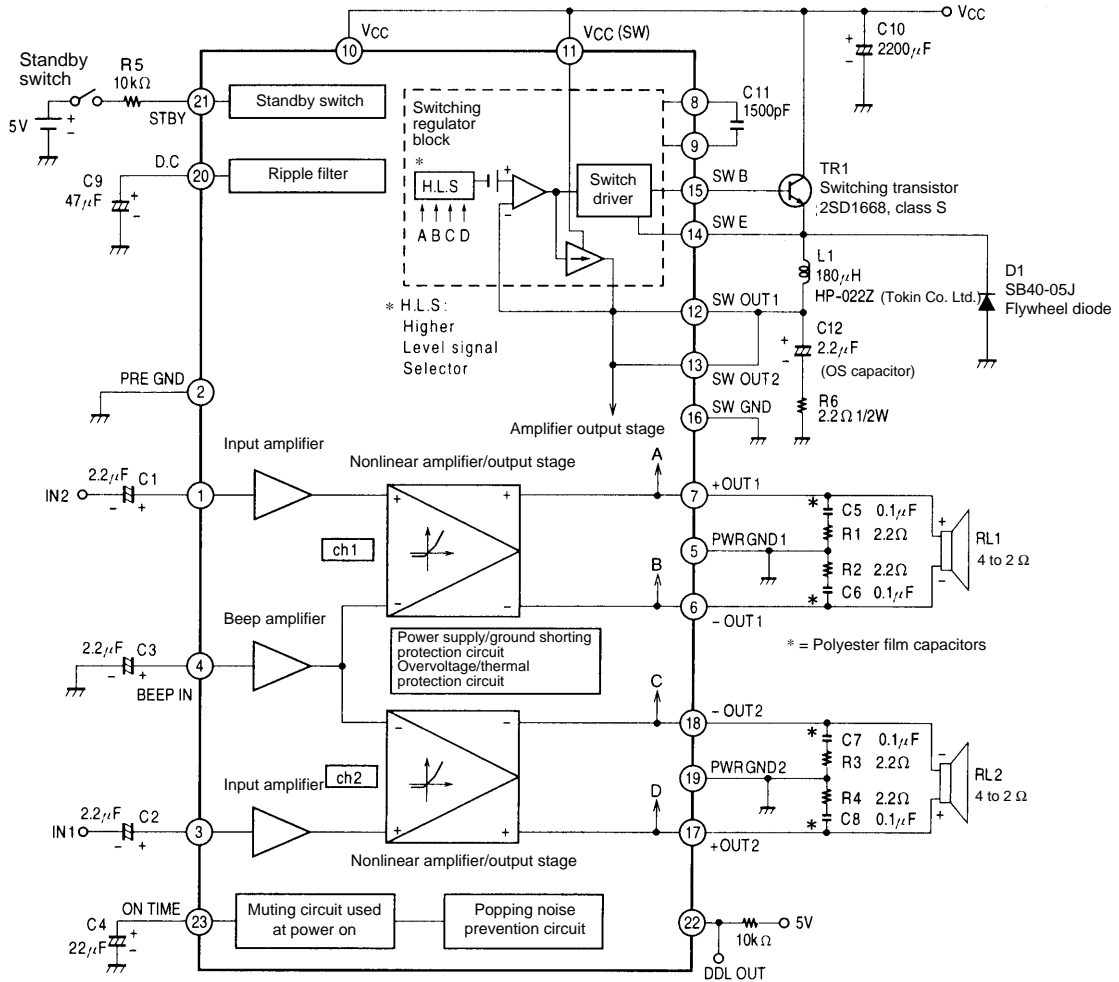 Vcc
10
Vcc
11
Vcc (SW)
C10
2200μF
+
−
Standby
switch
R5
10kΩ
5V
+
−
21
STBY
Standby switch
D.C
20
Ripple filter
C9
47μF
+
−
Switching
regulator
block
*
H.L.S
A B C D
+
−
Switch
driver
8
9
C11
1500pF
15
SW B
14
SW E
TR1
Switching transistor
2SD1668, class S
L1
180μH
HP-022Z (Tokin Co. Ltd.)
D1
SB40-05J
Flywheel diode
* H.L.S:
Higher
Level signal
Selector
12
SW OUT1
13
SW OUT2
+
−
C12
2.2μF
(OS capacitor)
R6
2.2Ω 1/2W
16
SW GND
Amplifier output stage
PRE GND
2
Input amplifier
Nonlinear amplifier/output stage
2.2μF
C1
IN2
−
+
1
+
+
−
−
ch1
A
7
+OUT1
5
PWR GND1
B
6
−OUT1
*
C5 0.1μF
R1 2.2Ω
R2 2.2Ω
C6 0.1μF
*
+
−
RL1
4 to 2 Ω
* = Polyester film capacitors
Beep amplifier
2.2μF
C3
−
+
4
BEEP IN
Power supply/ground shorting
protection circuit
Overvoltage/thermal
protection circuit
C
18
−OUT2
19
PWR GND2
D
17
+OUT2
*
C7 0.1μF
R3 2.2Ω
R4 2.2Ω
C8 0.1μF
*
−
+
RL2
4 to 2 Ω
−
−
+
+
Input amplifier
ch2
2.2μF
C2
IN1
−
+
3
Nonlinear amplifier/output stage
ON TIME
23
C4
22μF
+
−
Muting circuit used
at power on
Popping noise
prevention circuit
22
5V
10kΩ
DDL OUT